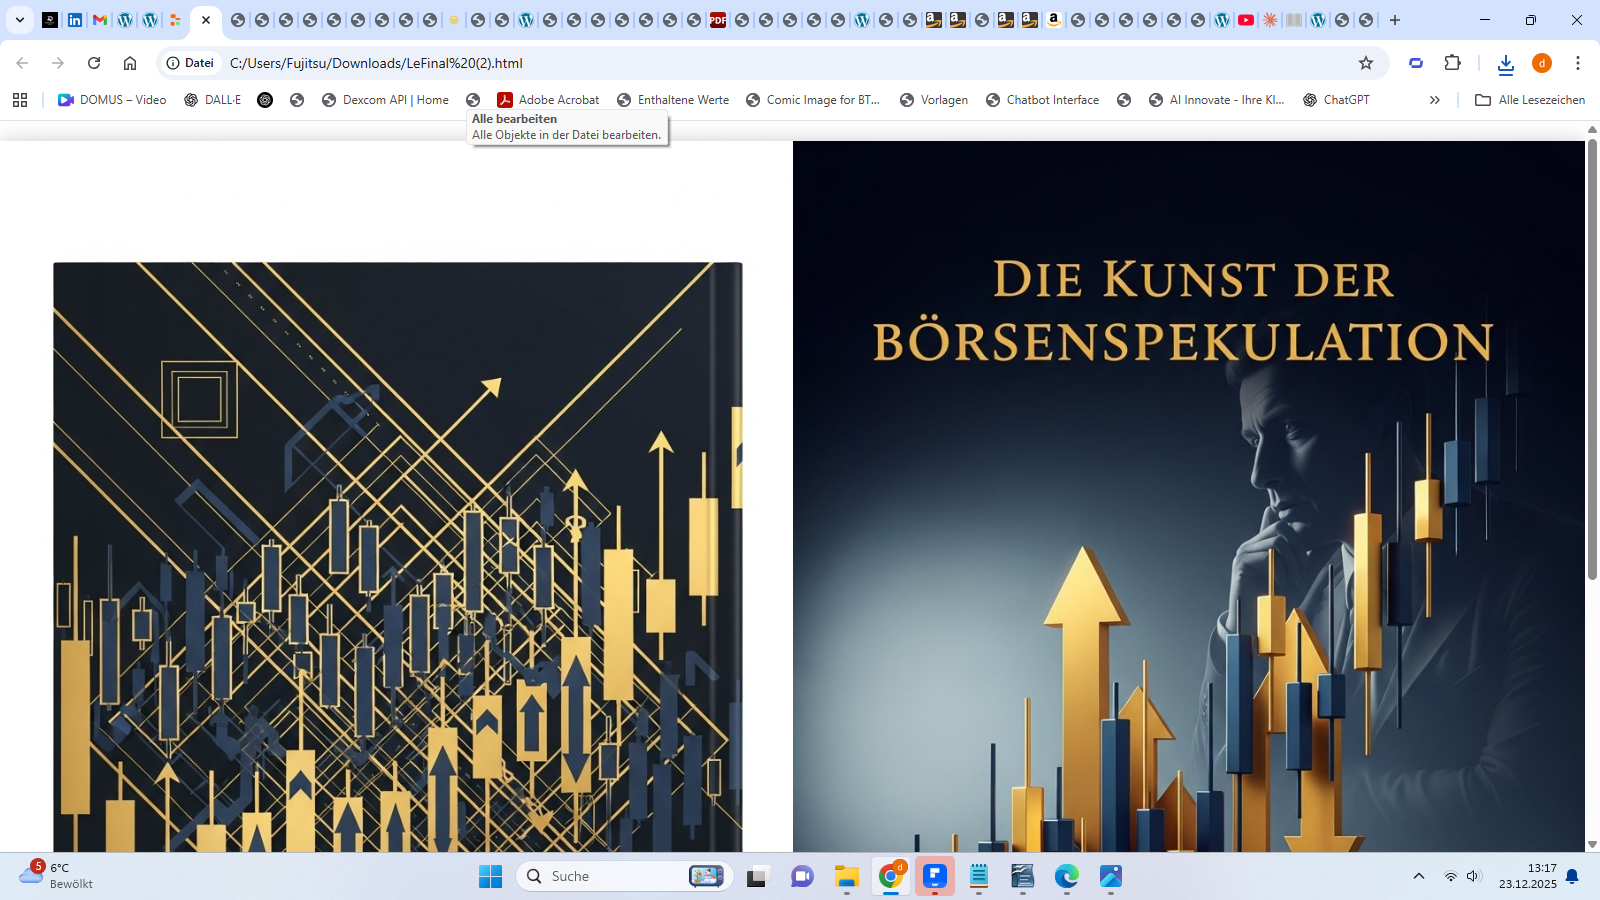 PDF
Datei
C:/Users/Fujitsu/Downloads/LeFinal%20(2).html
d
DOMUS – Video
DALL·E
Dexcom API | Home
Adobe Acrobat
Enthaltene Werte
Comic Image for BT...
Vorlagen
Chatbot Interface
AI Innovate - Ihre KI...
ChatGPT
Alle Lesezeichen
Alle bearbeiten
Alle Objekte in der Datei bearbeiten.
DIE KUNST DER
BÖRSENSPEKULATION
5
6°C
Bewölkt
Suche
d
13:17
23.12.2025